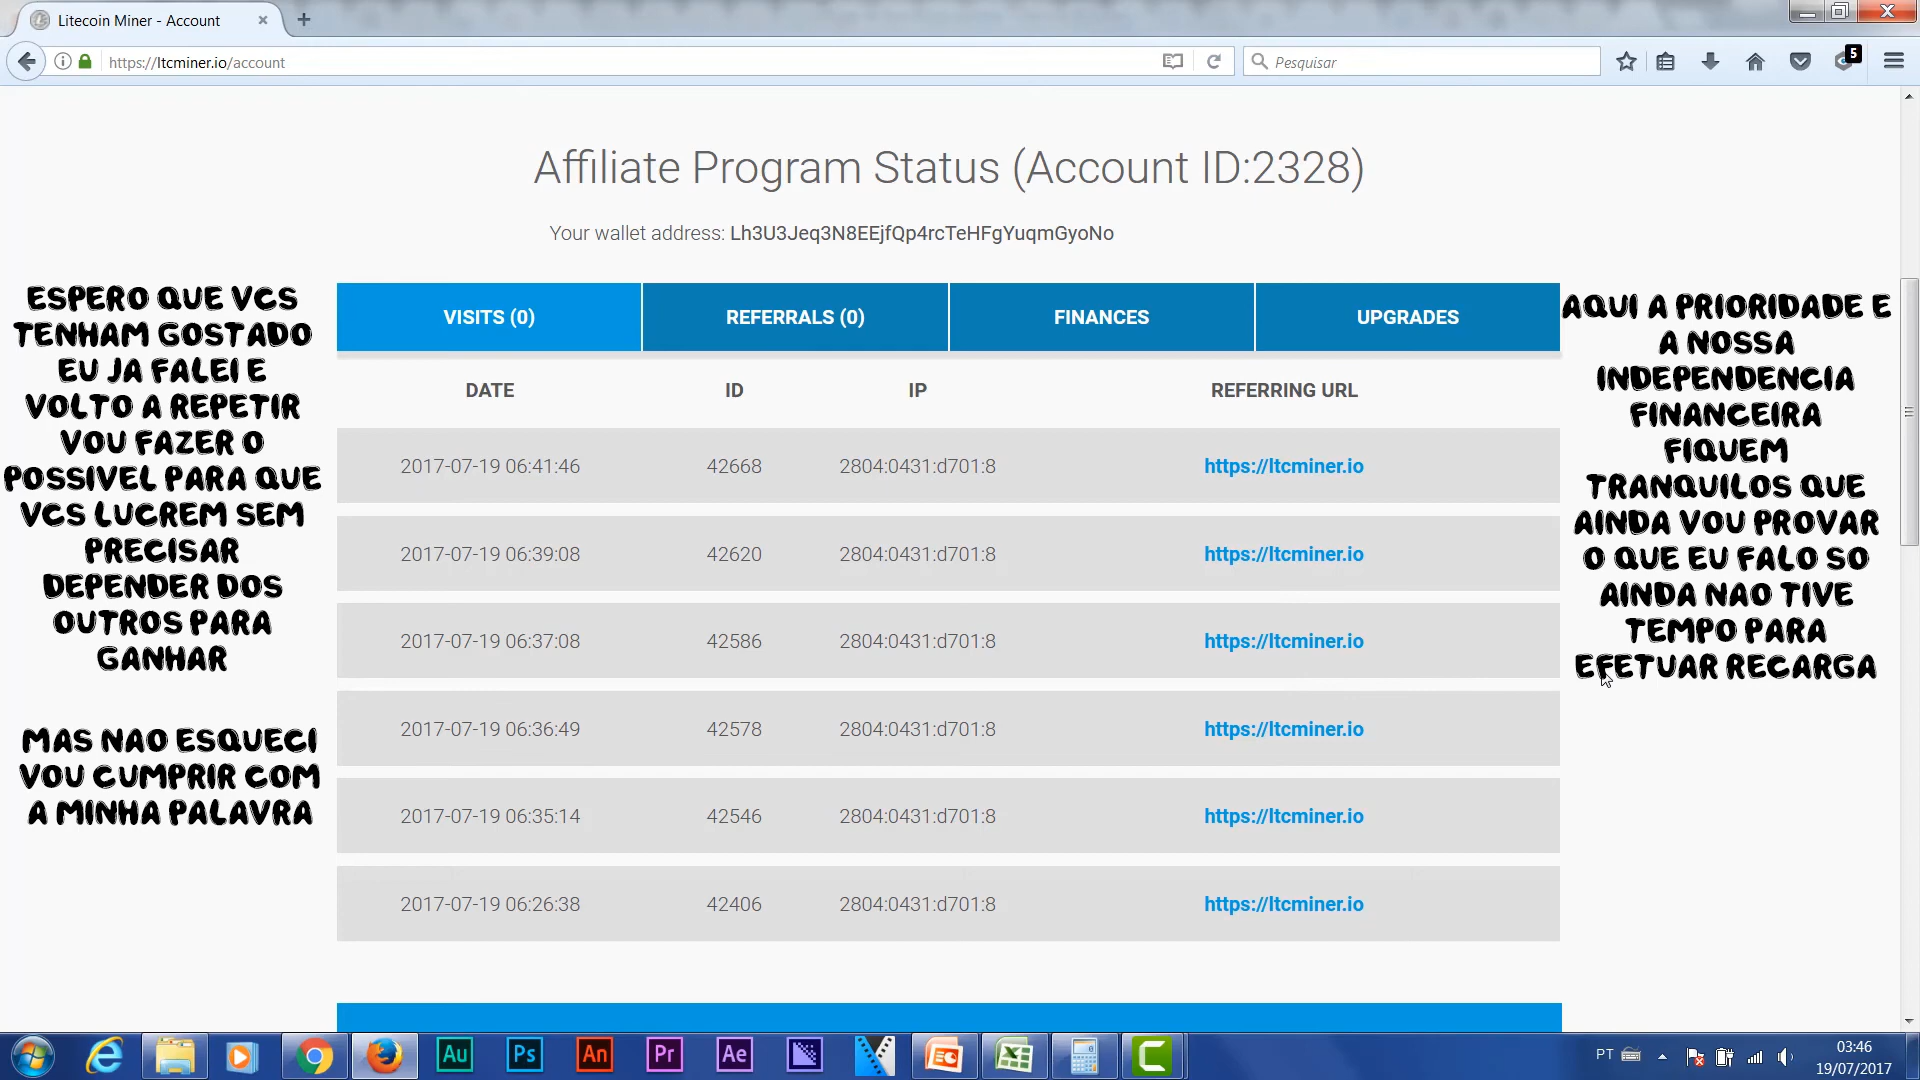 Litecoin Miner - Account
https://ltcminer.io/account
Pesquisar
5
Affiliate Program Status (Account ID:2328)
Your wallet address: Lh3U3Jeq3N8EEjfQp4rcTeHFgYuqmGyoNo
VISITS (0) REFERRALS (0) FINANCES UPGRADES
DATE ID IP REFERRING URL
2017-07-19 06:41:46 42668 2804:0431:d701:8 https://ltcminer.io
2017-07-19 06:39:08 42620 2804:0431:d701:8 https://ltcminer.io
2017-07-19 06:37:08 42586 2804:0431:d701:8 https://ltcminer.io
2017-07-19 06:36:49 42578 2804:0431:d701:8 https://ltcminer.io
2017-07-19 06:35:14 42546 2804:0431:d701:8 https://ltcminer.io
2017-07-19 06:26:38 42406 2804:0431:d701:8 https://ltcminer.io
ESPERO QUE VCS
TENHAM GOSTADO
EU JA FALEI E
VOLTO A REPETIR
VOU FAZER O
POSSIVEL PARA QUE
VCS LUCREM SEM
PRECISAR
DEPENDER DOS
OUTROS PARA
GANHAR
MAS NAO ESQUECI
VOU CUMPRIR COM
A MINHA PALAVRA
AQUI A PRIORIDADE E
A NOSSA
INDEPENDENCIA
FINANCEIRA
FIQUEM
TRANQUILOS QUE
AINDA VOU PROVAR
O QUE EU FALO SO
AINDA NAO TIVE
TEMPO PARA
EFETUAR RECARGA
Au Ps An Pr Ae
PT
03:46
19/07/2017